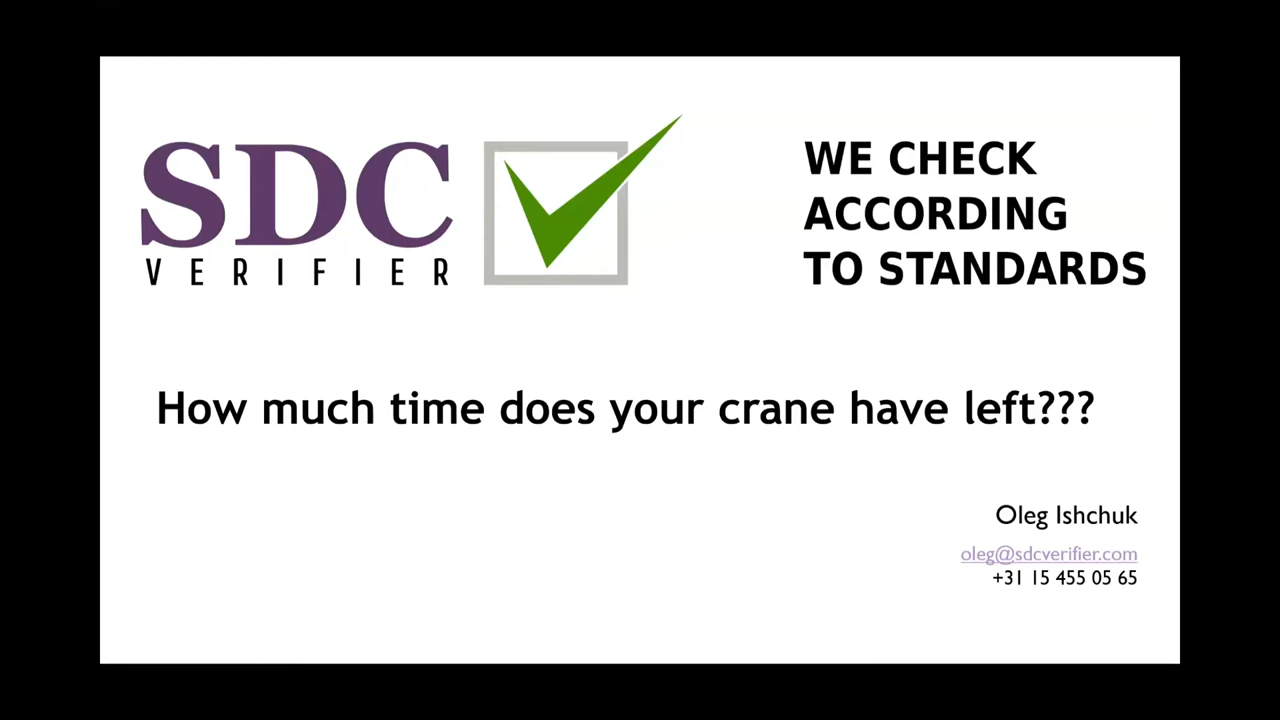 SDC
VERIFIER
WE CHECK
ACCORDING
TO STANDARDS
How much time does your crane have left???
Oleg Ishchuk
oleg@sdcverifier.com
+31 15 455 05 65